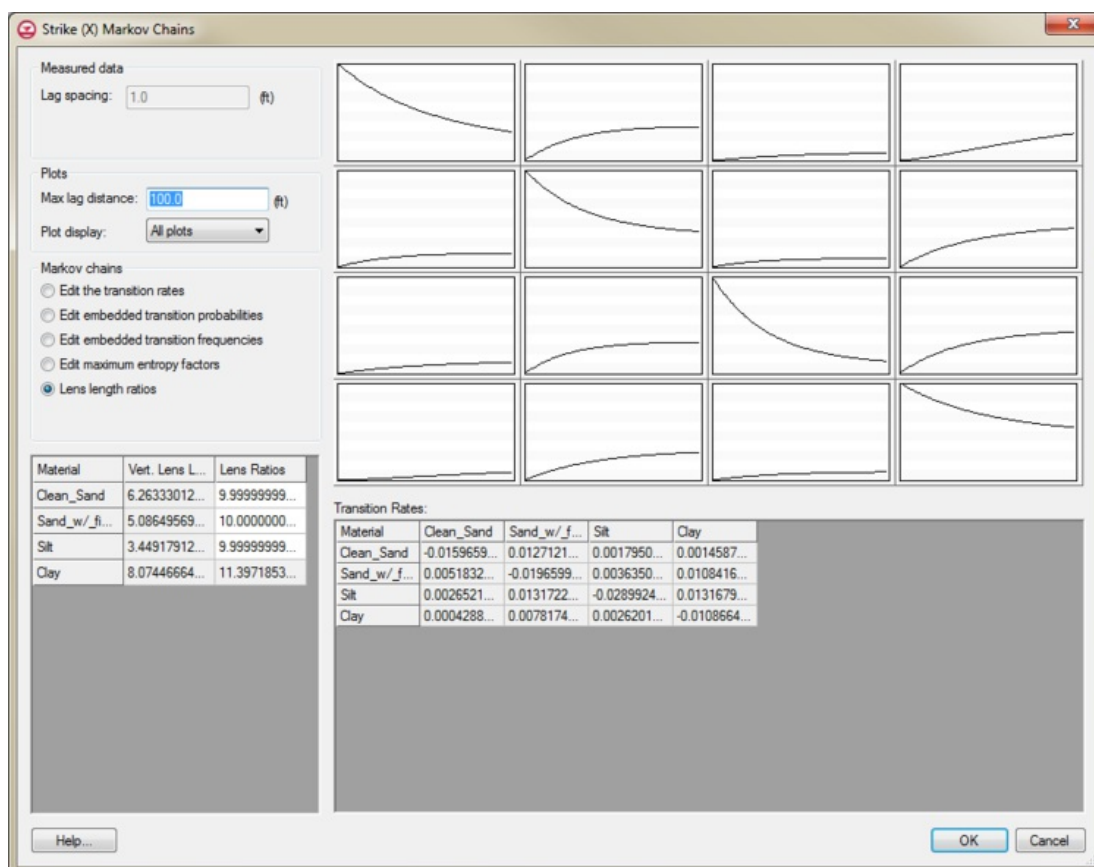 Strike (X) Markov Chains
Measured data
Lag spacing: 1.0 (ft)
Plots
Max lag distance: 100.0 (ft)
Plot display: All plots
Markov chains
Edit the transition rates
Edit embedded transition probabilities
Edit embedded transition frequencies
Edit maximum entropy factors
Lens length ratios
Material Vert. Lens L... Lens Ratios
Clean_Sand 6.26333012... 9.99999999...
Sand_w/_fi... 5.08649569... 10.0000000...
Silt 3.44917912... 9.99999999...
Clay 8.07446664... 11.3971853...
Transition Rates:
Material Clean_Sand Sand_w/_f... Silt Clay
Clean_Sand -0.0159659... 0.0127121... 0.0017950... 0.0014587...
Sand_w/_f... 0.0051832... -0.0196599... 0.0036350... 0.0108416...
Silt 0.0026521... 0.0131722... -0.0289924... 0.0131679...
Clay 0.0004288... 0.0078174... 0.0026201... -0.0108664...
Help... OK Cancel